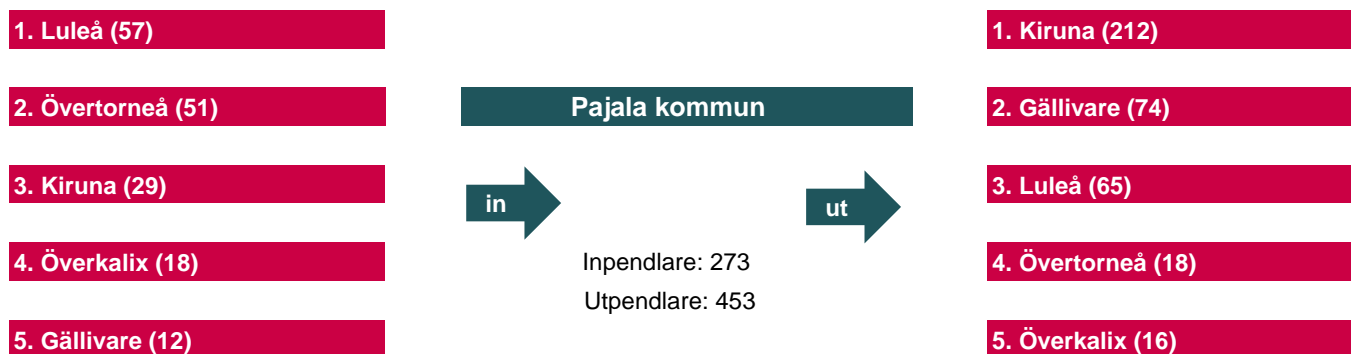 1. Luleå (57)
2. Övertorneå (51)
3. Kiruna (29)
4. Överkalix (18)
5. Gällivare (12)
Pajala kommun
in
ut
Inpendlare: 273
Utpendlare: 453
1. Kiruna (212)
2. Gällivare (74)
3. Luleå (65)
4. Övertorneå (18)
5. Överkalix (16)